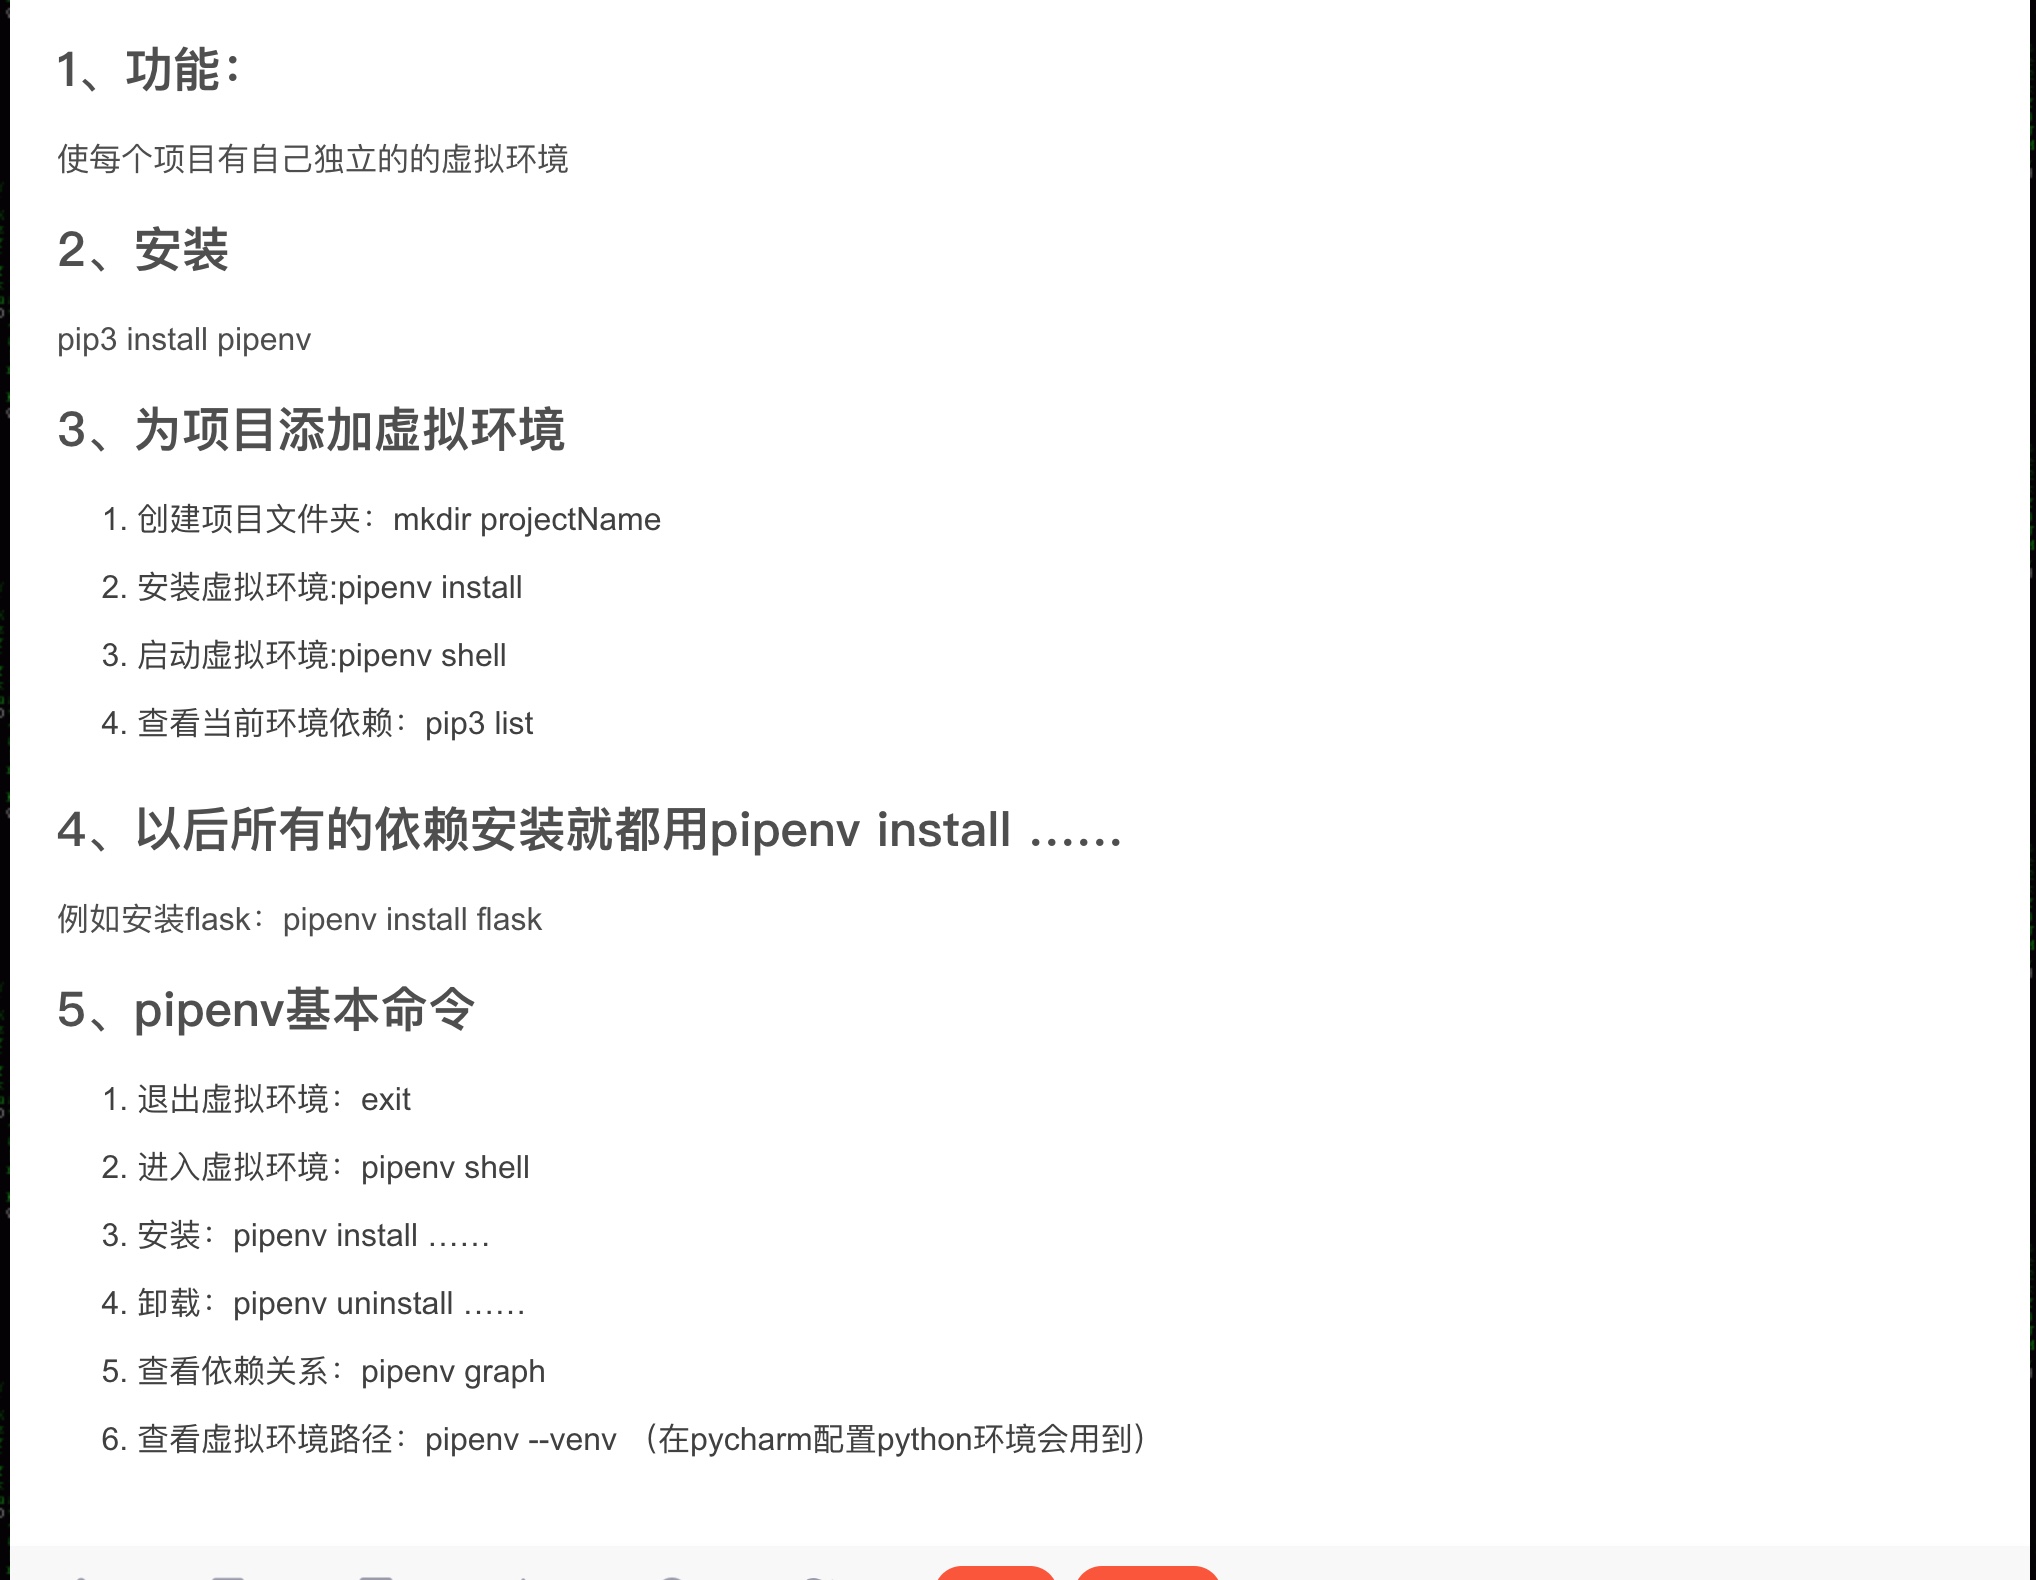 1、功能：
使每个项目有自己独立的的虚拟环境
2、安装
pip3 install pipenv
3、为项目添加虚拟环境
1. 创建项目文件夹：mkdir projectName
2. 安装虚拟环境:pipenv install
3. 启动虚拟环境:pipenv shell
4. 查看当前环境依赖：pip3 list
4、以后所有的依赖安装就都用pipenv install ……
例如安装flask：pipenv install flask
5、pipenv基本命令
1. 退出虚拟环境：exit
2. 进入虚拟环境：pipenv shell
3. 安装：pipenv install ……
4. 卸载：pipenv uninstall ……
5. 查看依赖关系：pipenv graph
6. 查看虚拟环境路径：pipenv --venv （在pycharm配置python环境会用到）